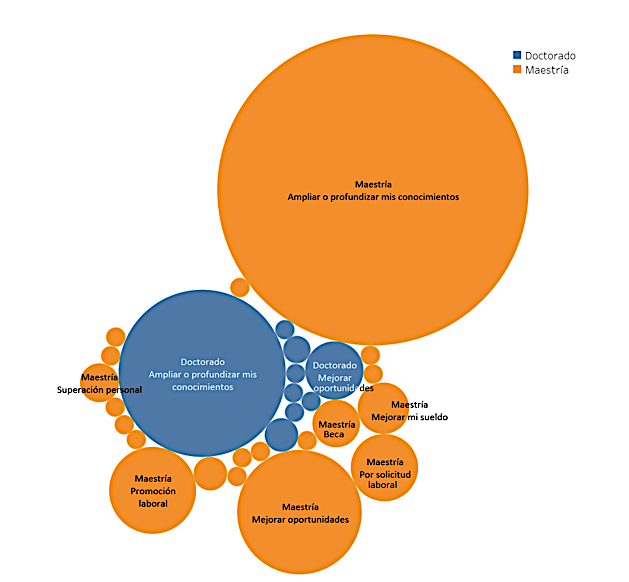 Doctorado
Maestría
Maestría
Ampliar o profundizar mis conocimientos
Doctorado
Ampliar o profundizar mis
conocimientos
Doctorado
Mejorar
oportunidades
Maestría
Superación personal
Maestría
Mejorar mi sueldo
Maestría
Beca
Maestría
Por solicitud
laboral
Maestría
Promoción
laboral
Maestría
Mejorar oportunidades